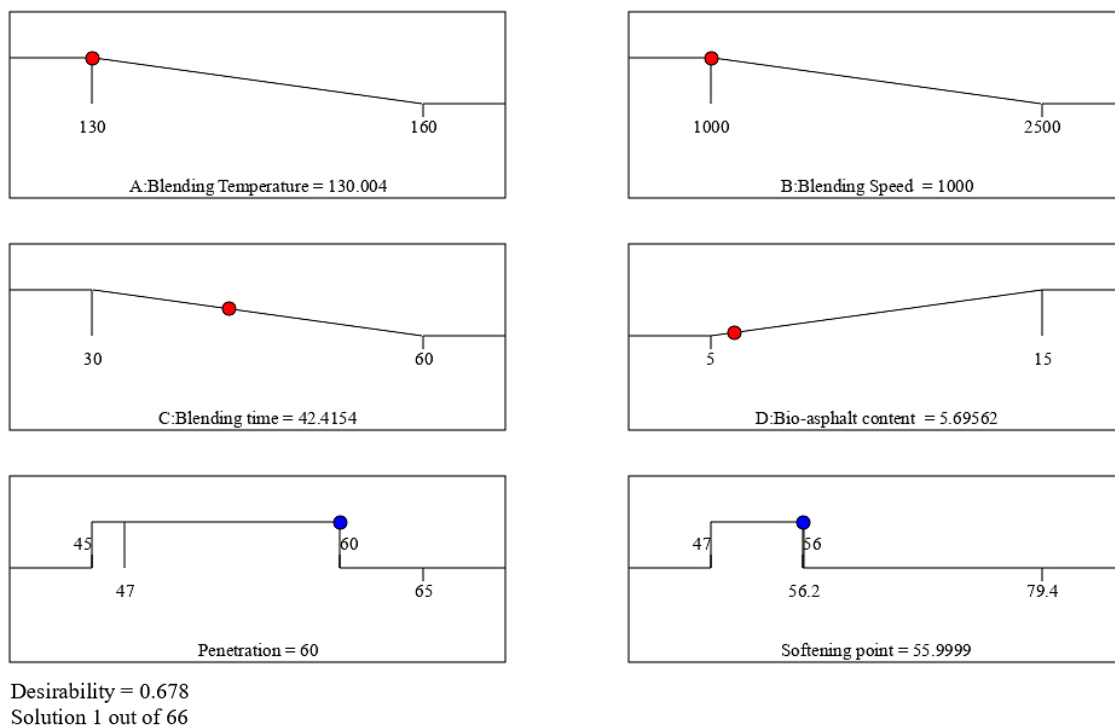 130 160
A:Blending Temperature = 130.004
1000 2500
B:Blending Speed = 1000
30 60
C:Blending time = 42.4154
5 15
D:Bio-asphalt content = 5.69562
45 60
47 65
Penetration = 60
47 56
56.2 79.4
Softening point = 55.9999
Desirability = 0.678
Solution 1 out of 66